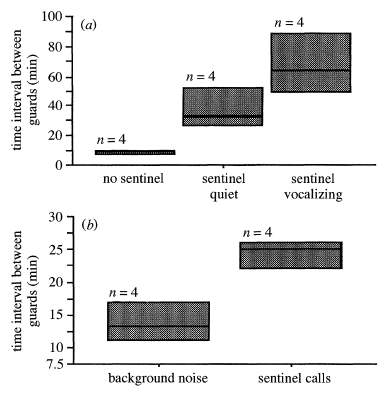 (a)
time interval between
guards (min)
100
80
60
40
20
0
n = 4
n = 4
n = 4
no sentinel
sentinel
quiet
sentinel
vocalizing
(b)
time interval between
guards (min)
30
25
20
15
10
7.5
n = 4
n = 4
background noise
sentinel calls